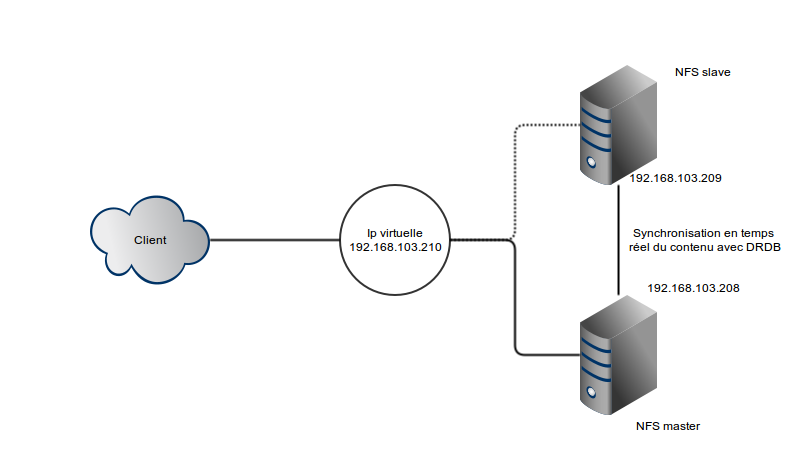 NFS slave
192.168.103.209
Client
Ip virtuelle
192.168.103.210
Synchronisation en temps
réel du contenu avec DRDB
192.168.103.208
NFS master